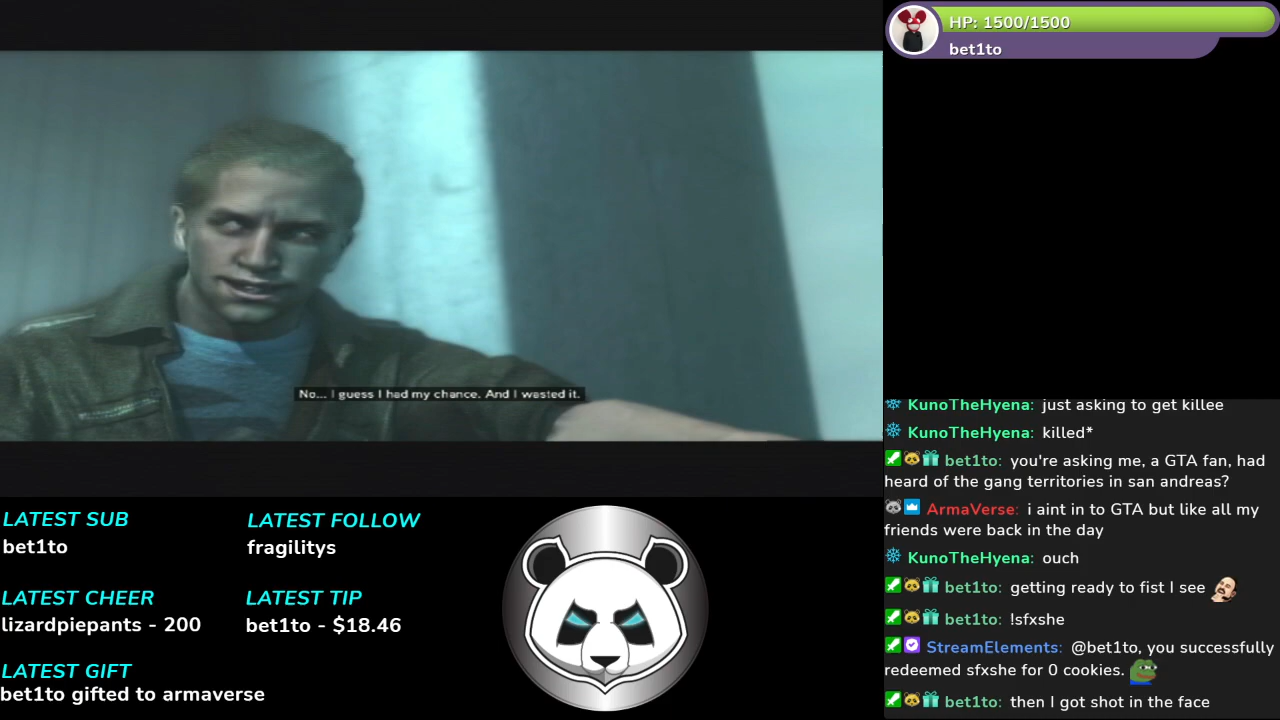 HP: 1500/1500
bet1to
No... I guess I had my chance. And I wasted it.
KunoTheHyena: just asking to get killee
KunoTheHyena: killed*
bet1to: you're asking me, a GTA fan, had
heard of the gang territories in san andreas?
ArmaVerse: i aint in to GTA but like all my
friends were back in the day
KunoTheHyena: ouch
bet1to: getting ready to fist I see
bet1to: !sfxshe
StreamElements: @bet1to, you successfully
redeemed sfxshe for 0 cookies.
bet1to: then I got shot in the face
LATEST SUB
bet1to
LATEST FOLLOW
fragilitys
LATEST CHEER
lizardpiepants - 200
LATEST TIP
bet1to - $18.46
LATEST GIFT
bet1to gifted to armaverse